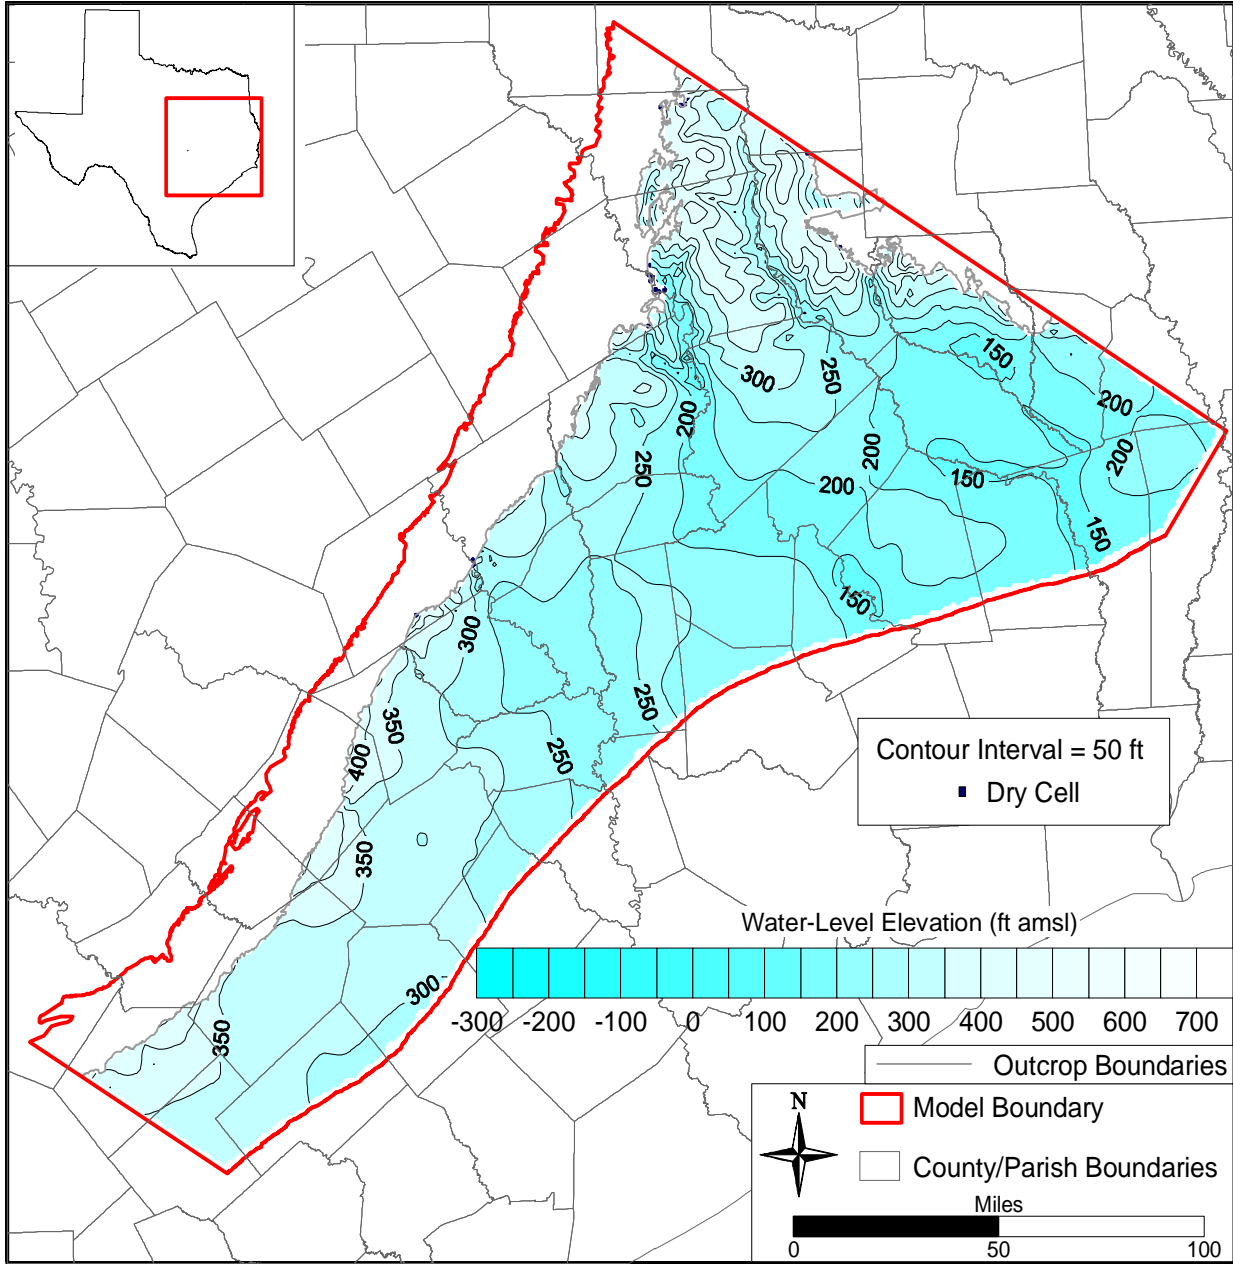 150
300
250
200
200
200
250
200
150
200
150
150
300
250
350
250
400
350
300
350
Contour Interval = 50 ft
Dry Cell
Water-Level Elevation (ft amsl)
-300 -200 -100 0 100 200 300 400 500 600 700
Outcrop Boundaries
N
Model Boundary
County/Parish Boundaries
Miles
0 50 100